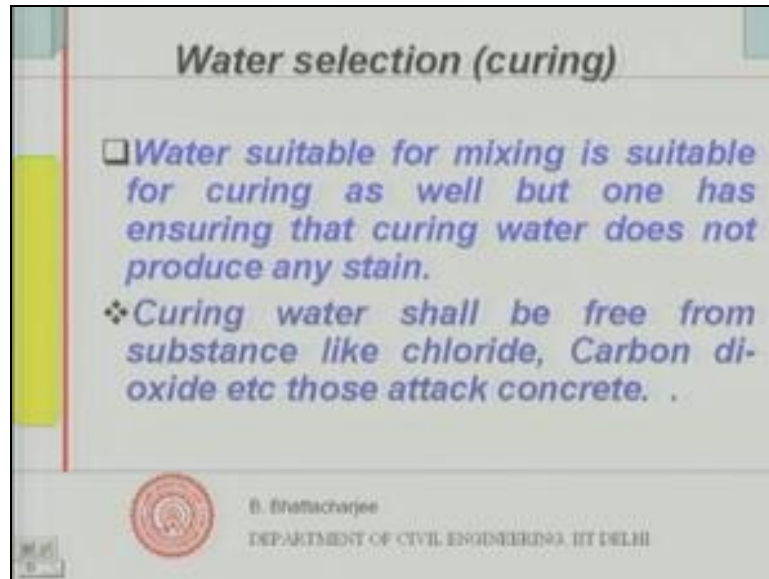 Water selection (curing)
Water suitable for mixing is suitable
for curing as well but one has
ensuring that curing water does not
produce any stain.
Curing water shall be free from
substance like chloride, Carbon di-
oxide etc those attack concrete. .
B. Bhattacharjee
DEPARTMENT OF CIVIL ENGINEERING, IIT DELHI